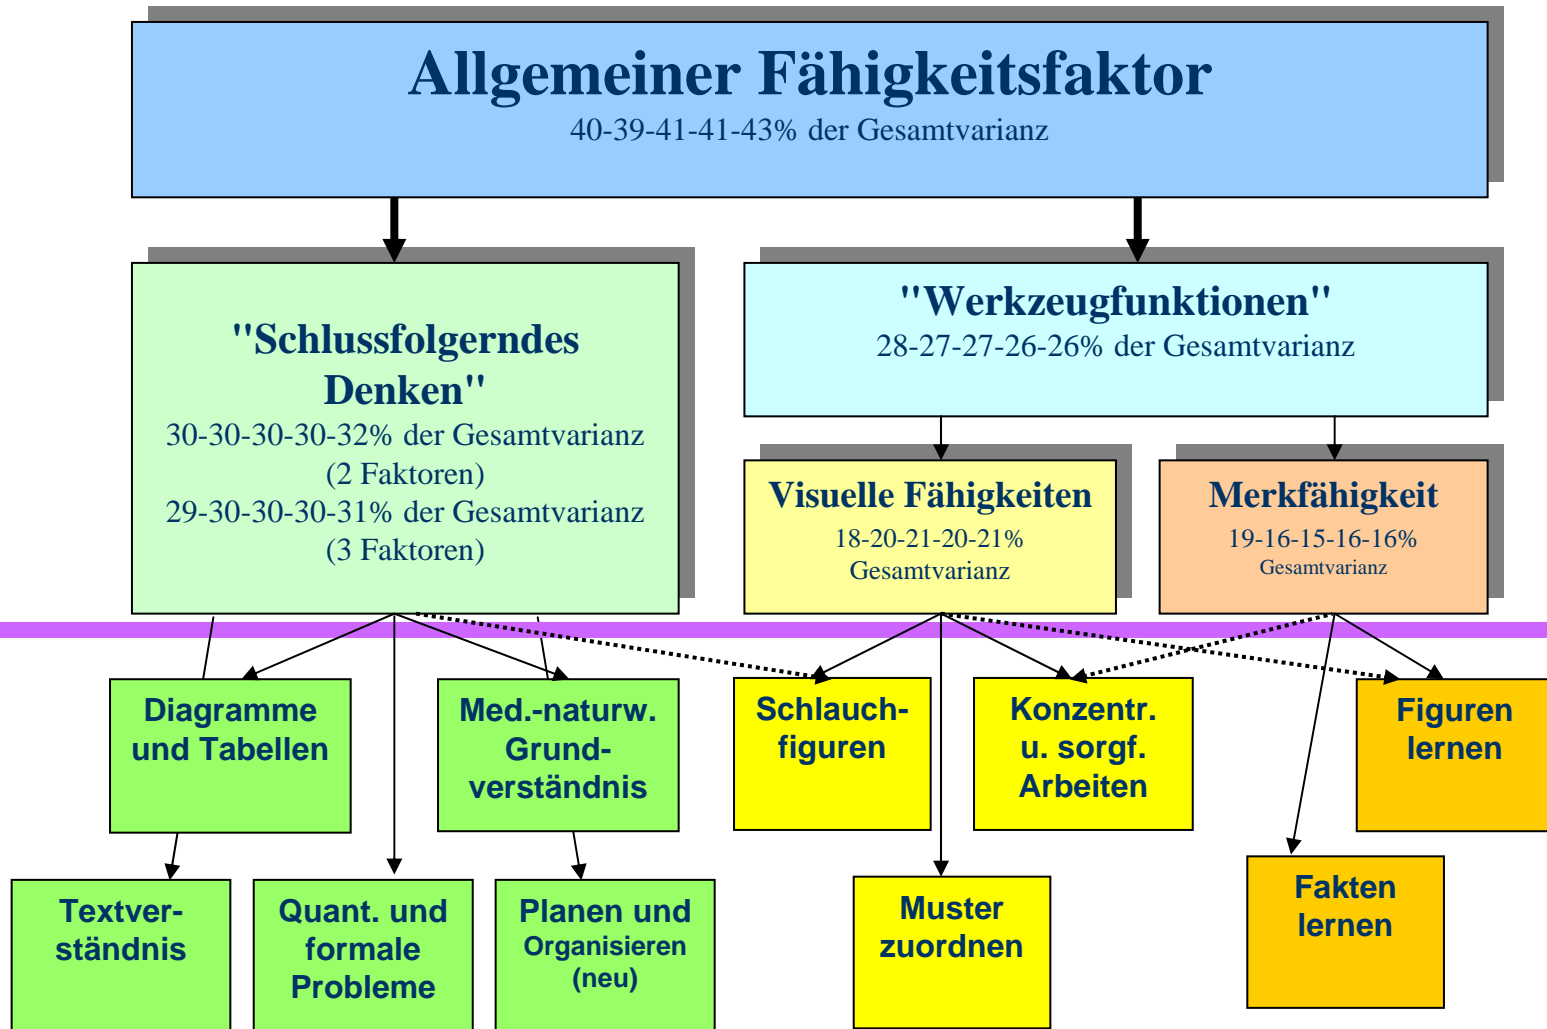 Allgemeiner Fähigkeitsfaktor
40-39-41-41-43% der Gesamtvarianz
"Schlussfolgerndes
Denken"
30-30-30-30-32% der Gesamtvarianz
(2 Faktoren)
29-30-30-30-31% der Gesamtvarianz
(3 Faktoren)
"Werkzeugfunktionen"
28-27-27-26-26% der Gesamtvarianz
Visuelle Fähigkeiten
18-20-21-20-21%
Gesamtvarianz
Merkfähigkeit
19-16-15-16-16%
Gesamtvarianz
Diagramme
und Tabellen
Med.-naturw.
Grund-
verständnis
Schlauch-
figuren
Konzentr.
u. sorgf.
Arbeiten
Figuren
lernen
Textver-
ständnis
Quant. und
formale
Probleme
Planen und
Organisieren
(neu)
Muster
zuordnen
Fakten
lernen